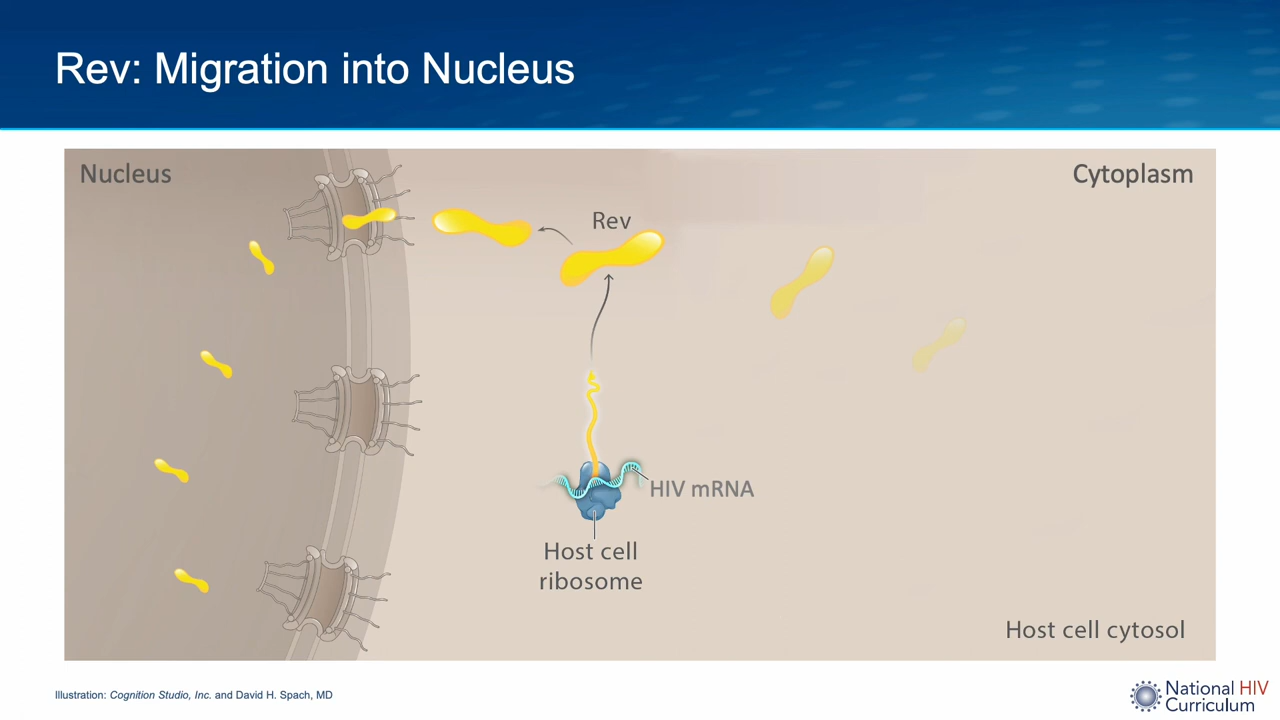 Rev: Migration into Nucleus
Nucleus
Cytoplasm
Rev
HIV mRNA
Host cell
ribosome
Host cell cytosol
Illustration: Cognition Studio, Inc. and David H. Spach, MD
National HIV
Curriculum